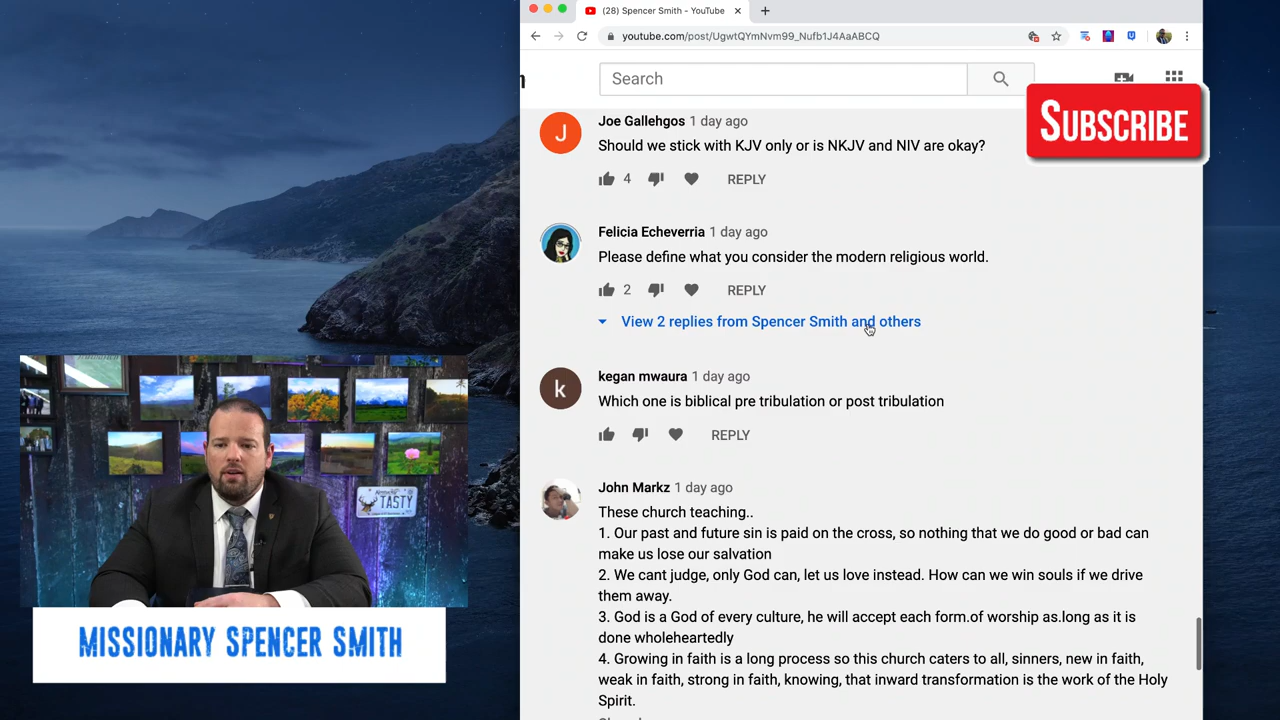 (28) Spencer Smith - YouTube
youtube.com/post/UgwtQYmNvm99_Nufb1J4AaABCQ
Search
SUBSCRIBE
J
Joe Gallehgos 1 day ago
Should we stick with KJV only or is NKJV and NIV are okay?
4 REPLY
Felicia Echeverria 1 day ago
Please define what you consider the modern religious world.
2 REPLY
View 2 replies from Spencer Smith and others
k
kegan mwaura 1 day ago
Which one is biblical pre tribulation or post tribulation
REPLY
John Markz 1 day ago
These church teaching..
1. Our past and future sin is paid on the cross, so nothing that we do good or bad can
make us lose our salvation
2. We cant judge, only God can, let us love instead. How can we win souls if we drive
them away.
3. God is a God of every culture, he will accept each form.of worship as.long as it is
done wholeheartedly
4. Growing in faith is a long process so this church caters to all, sinners, new in faith,
weak in faith, strong in faith, knowing, that inward transformation is the work of the Holy
Spirit.
TASTY
MISSIONARY SPENCER SMITH